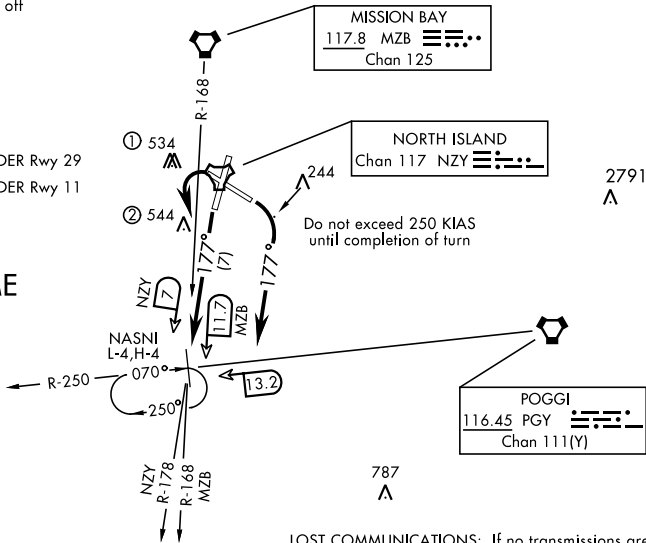 off
MISSION BAY
117.8 MZB
Chan 125
R-168
① 534
DER Rwy 29
DER Rwy 11
NORTH ISLAND
Chan 117 NZY
244
2791
② 544
Do not exceed 250 KIAS
until completion of turn
177°
(7)
177°
ME
NZY
7
11.7
MZB
NASNI
L-4,H-4
070°
R-250
13.2
250°
POGGI
116.45 PGY
Chan 111(Y)
NZY
R-178
R-168
MZB
787
LOST COMMUNICATIONS: If no transmissions are